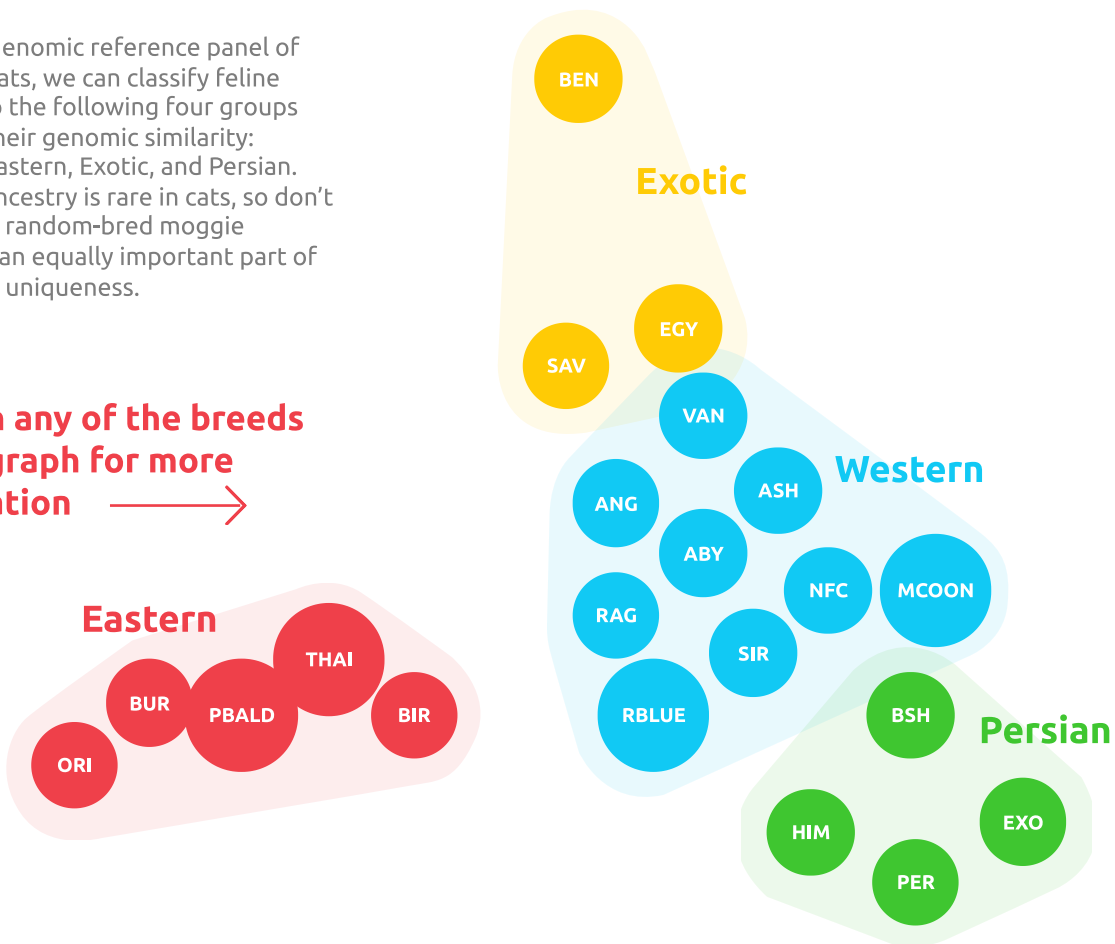 enomic reference panel of
ats, we can classify feline
the following four groups
heir genomic similarity:
astern, Exotic, and Persian.
ncestry is rare in cats, so don't
random-bred moggie
an equally important part of
uniqueness.
BEN
Exotic
EGY
SAV
any of the breeds
graph for more
ation
VAN
Western
ASH
ANG
ABY
NFC
MCOON
RAG
SIR
RBLUE
Eastern
THAI
BUR
PBALD
BIR
ORI
BSH
Persian
HIM
EXO
PER